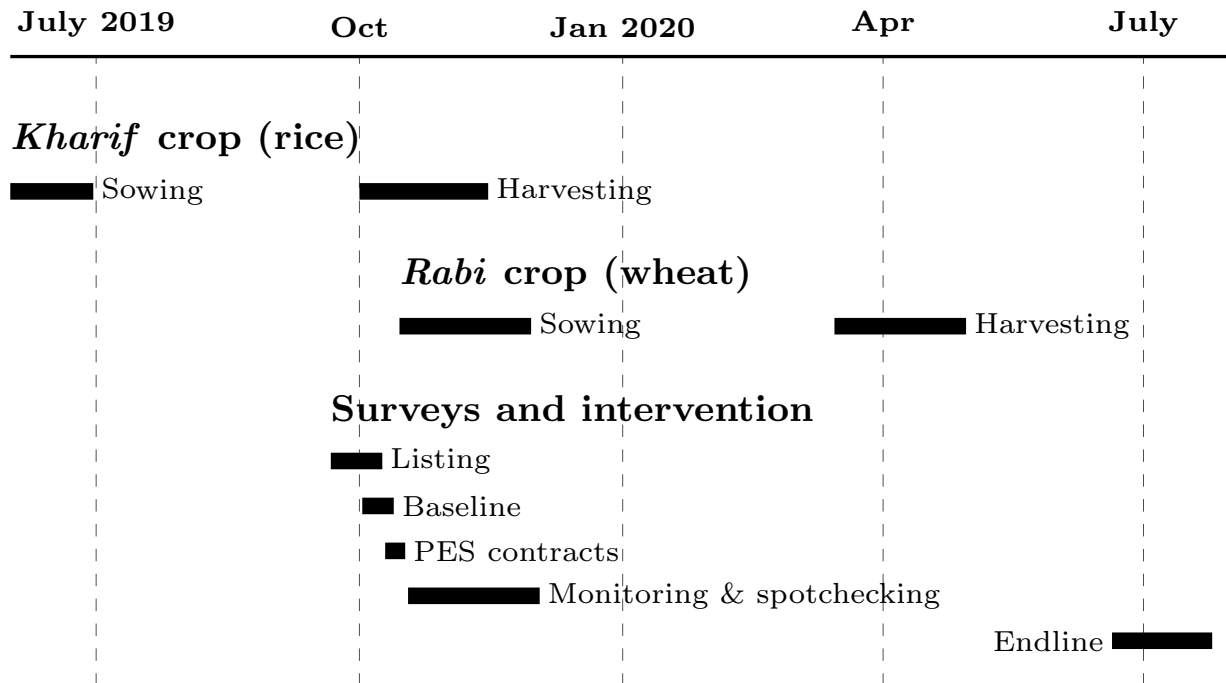 July 2019 Oct Jan 2020 Apr July
Kharif crop (rice)
Sowing Harvesting
Rabi crop (wheat)
Sowing Harvesting
Surveys and intervention
Listing
Baseline
PES contracts
Monitoring & spotchecking
Endline